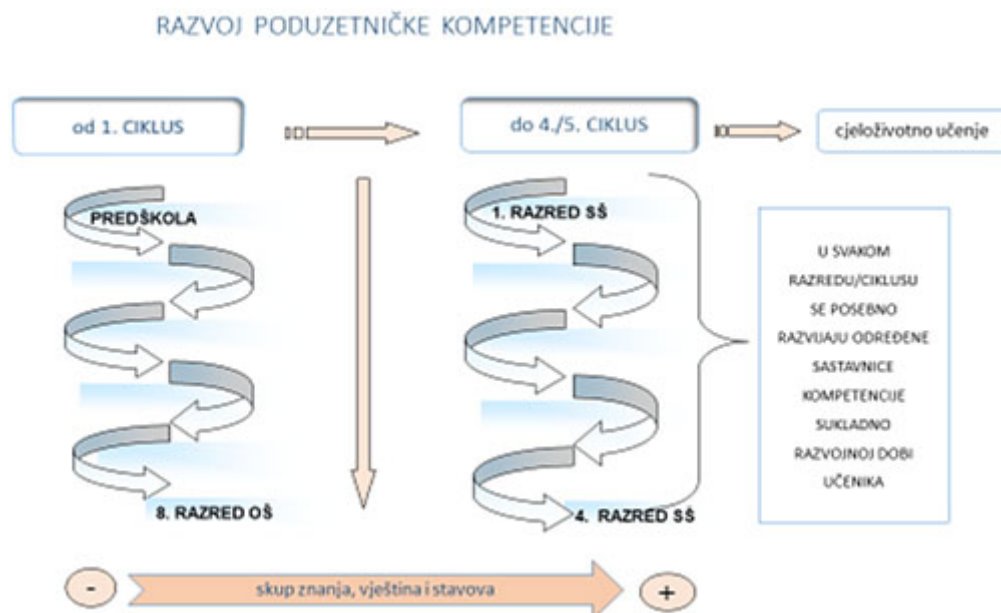 RAZVOJ PODUZETNIČKE KOMPETENCIJE
od 1. CIKLUS
do 4./5. CIKLUS
cjeloživotno učenje
PREDŠKOLA
8. RAZRED OŠ
1. RAZRED SŠ
4. RAZRED SŠ
U SVAKOM
RAZREDU/CIKLUSU
SE POSEBNO
RAZVIJAJU ODREĐENE
SASTAVNICE
KOMPETENCIJE
SUKLADNO
RAZVOJNOJ DOBI
UČENIKA
-
skup znanja, vještina i stavova
+